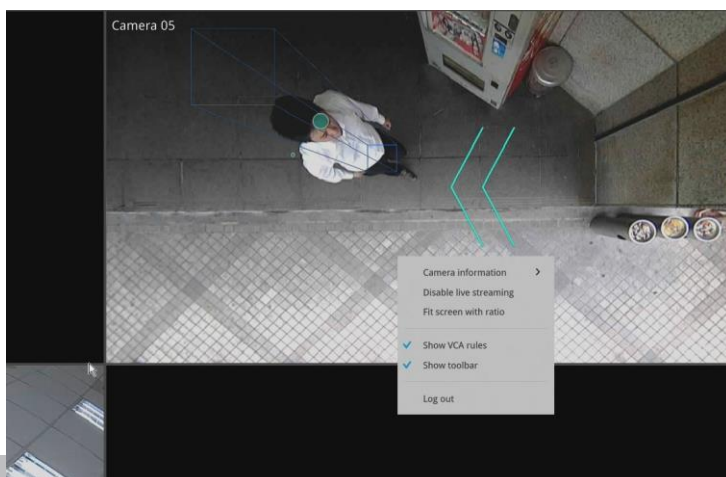 Camera 05
Camera information
Disable live streaming
Fit screen with ratio
Show VCA rules
Show toolbar
Log out